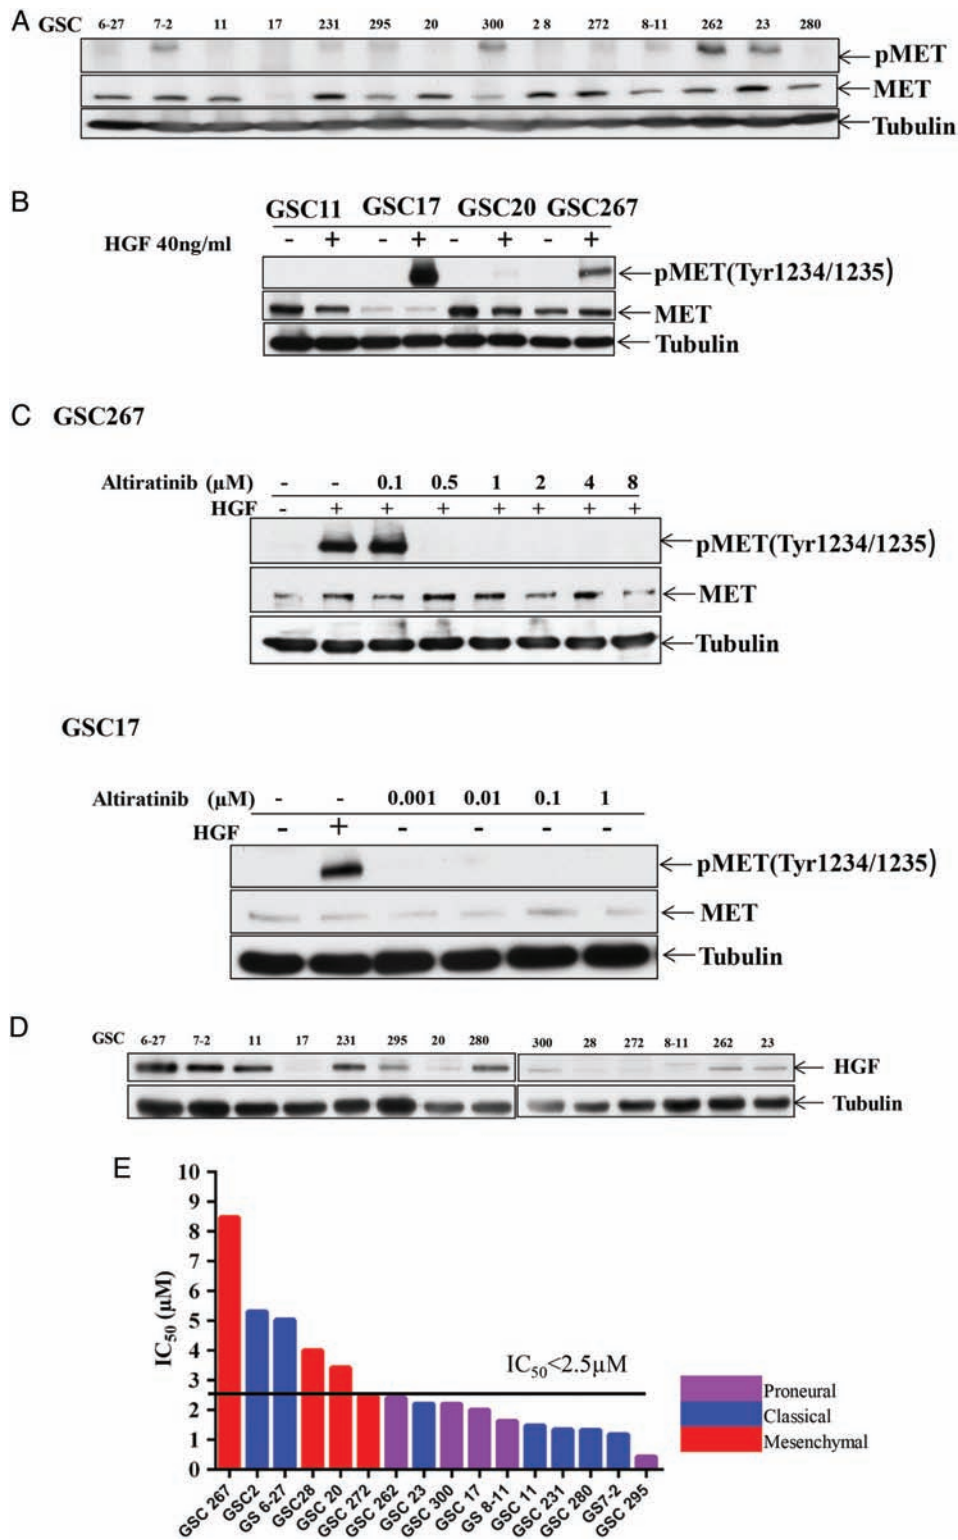 A GSC 6-27 7-2 11 17 231 295 20 300 2 8 272 8-11 262 23 280
pMET
MET
Tubulin
B
GSC11 GSC17 GSC20 GSC267
HGF 40ng/ml - + - + - + - +
pMET(Tyr1234/1235)
MET
Tubulin
C GSC267
Altiratinib (µM) - - 0.1 0.5 1 2 4 8
HGF - + + + + + + +
pMET(Tyr1234/1235)
MET
Tubulin
GSC17
Altiratinib (µM) - - 0.001 0.01 0.1 1
HGF - + - - - -
pMET(Tyr1234/1235)
MET
Tubulin
D
GSC 6-27 7-2 11 17 231 295 20 280 300 28 272 8-11 262 23
HGF
Tubulin
E
10
9
8
7
6
5
4
3
2
1
0
IC50 (µM)
IC50<2.5µM
Proneural
Classical
Mesenchymal
GSC 267
GSC2
GS 6-27
GSC28
GSC 20
GSC 272
GSC 262
GSC 23
GSC 300
GSC 17
GS 8-11
GSC 11
GSC 231
GSC 280
GS7-2
GSC 295